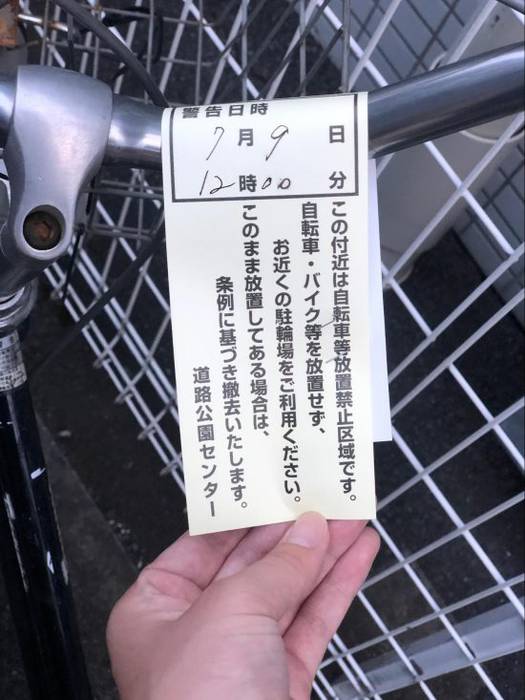 警告日時
7月9日
12時00分
この付近は自転車等放置禁止区域です。
自転車・バイク等を放置せず、
お近くの駐輪場をご利用ください。
このまま放置してある場合は、
条例に基づき撤去いたします。
道路公園センター